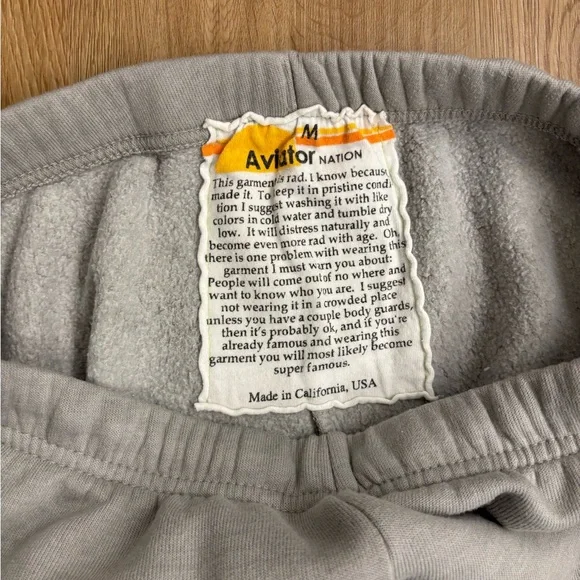 M
Aviator NATION
This garment is rad. I know because
made it. To keep it in pristine condi
tion I suggest washing it with like
colors in cold water and tumble dry
low. It will distress naturally and
become even more rad with age. Oh,
there is one problem with wearing this
garment I must warn you about:
People will come out of no where and
want to know who you are. I suggest
not wearing it in a crowded place
unless you have a couple body guards,
then it's probably ok, and if you're
already famous and wearing this
garment you will most likely become
super famous.
Made in California, USA